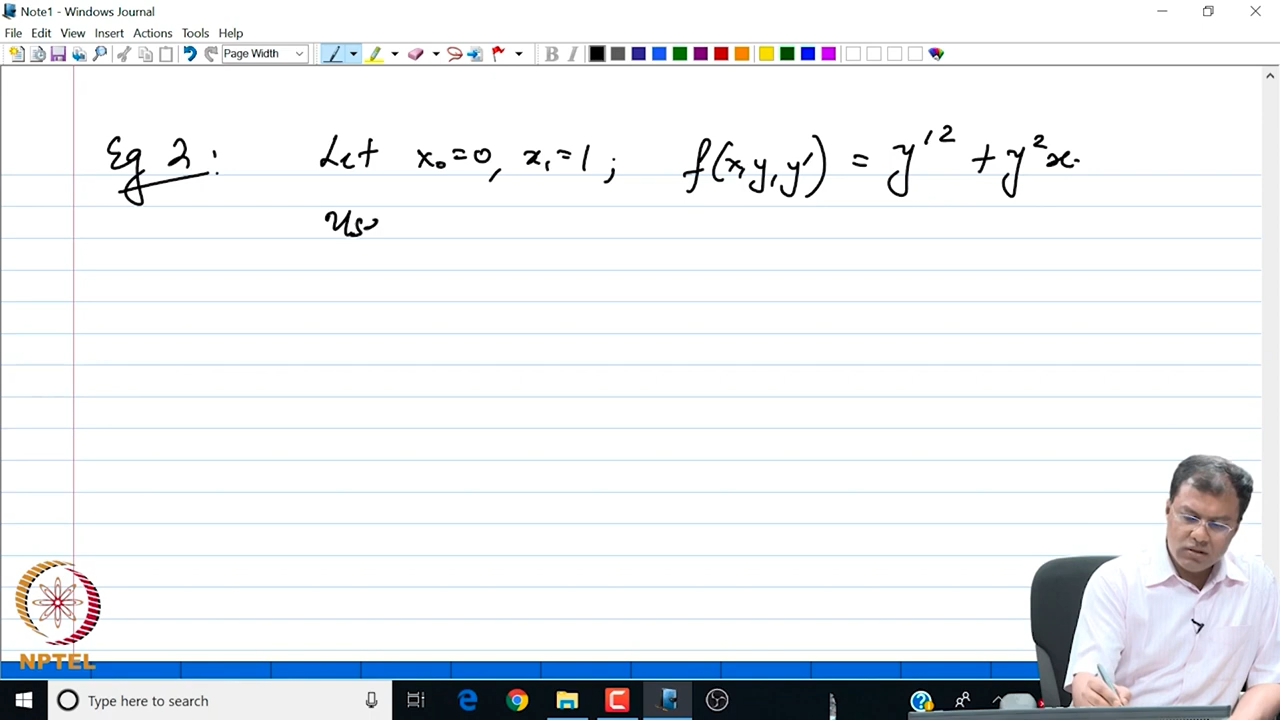 Note1 - Windows Journal
File Edit View Insert Actions Tools Help
Page Width
B I
Eg 2 : Let x₀=0, x₁=1 ; f(x,y,y') = y'² + y²x.
Use
NPTEL
Type here to search